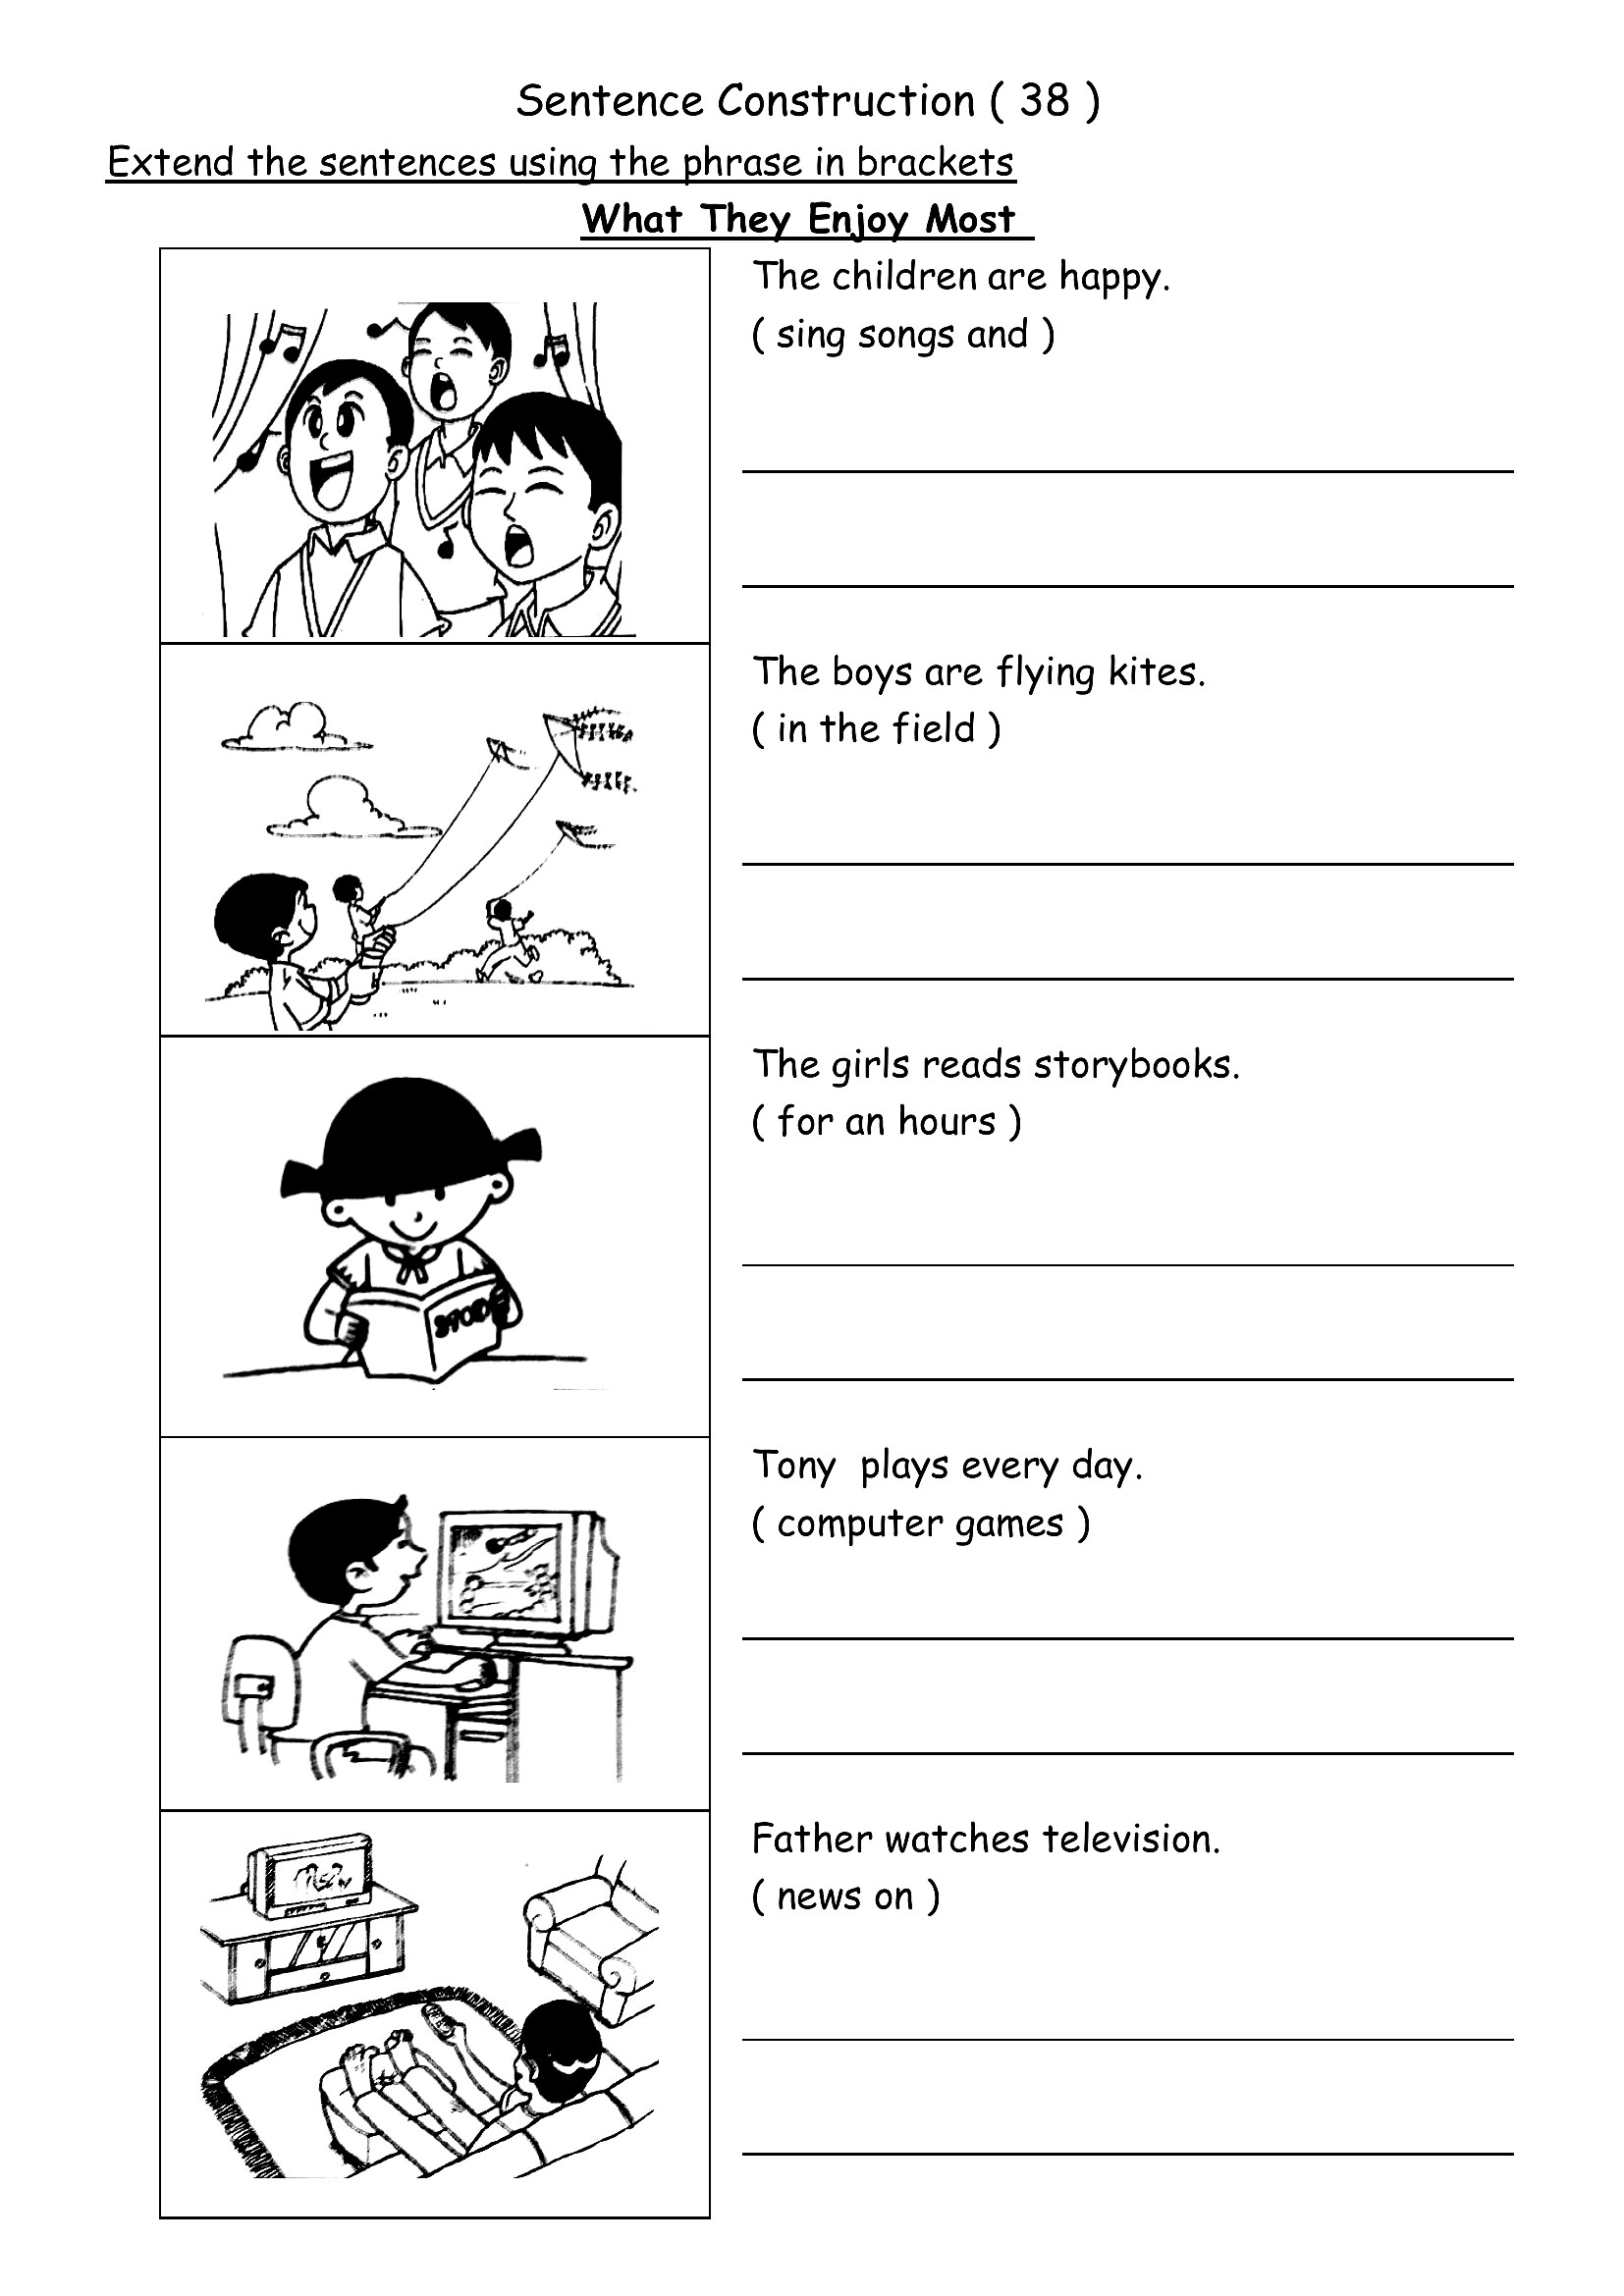 Sentence Construction ( 38 )
Extend the sentences using the phrase in brackets
What They Enjoy Most
The children are happy.
( sing songs and )
The boys are flying kites.
( in the field )
The girls reads storybooks.
( for an hours )
Tony plays every day.
( computer games )
Father watches television.
( news on )